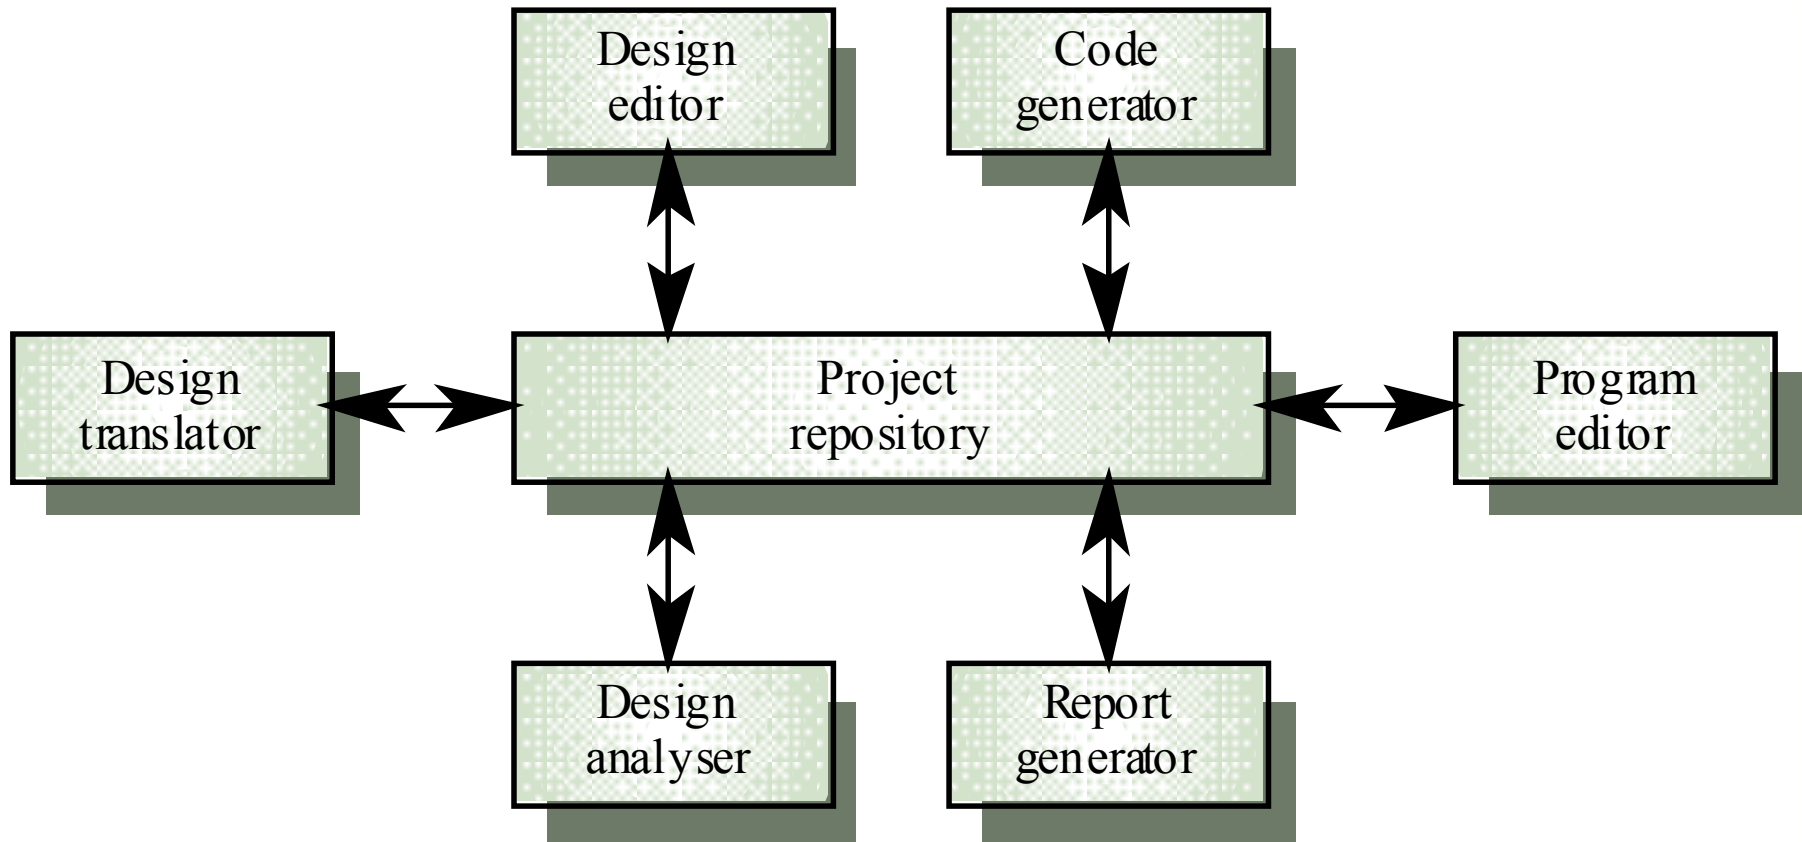 Design
editor
Code
generator
Design
translator
Project
repository
Program
editor
Design
analyser
Report
generator